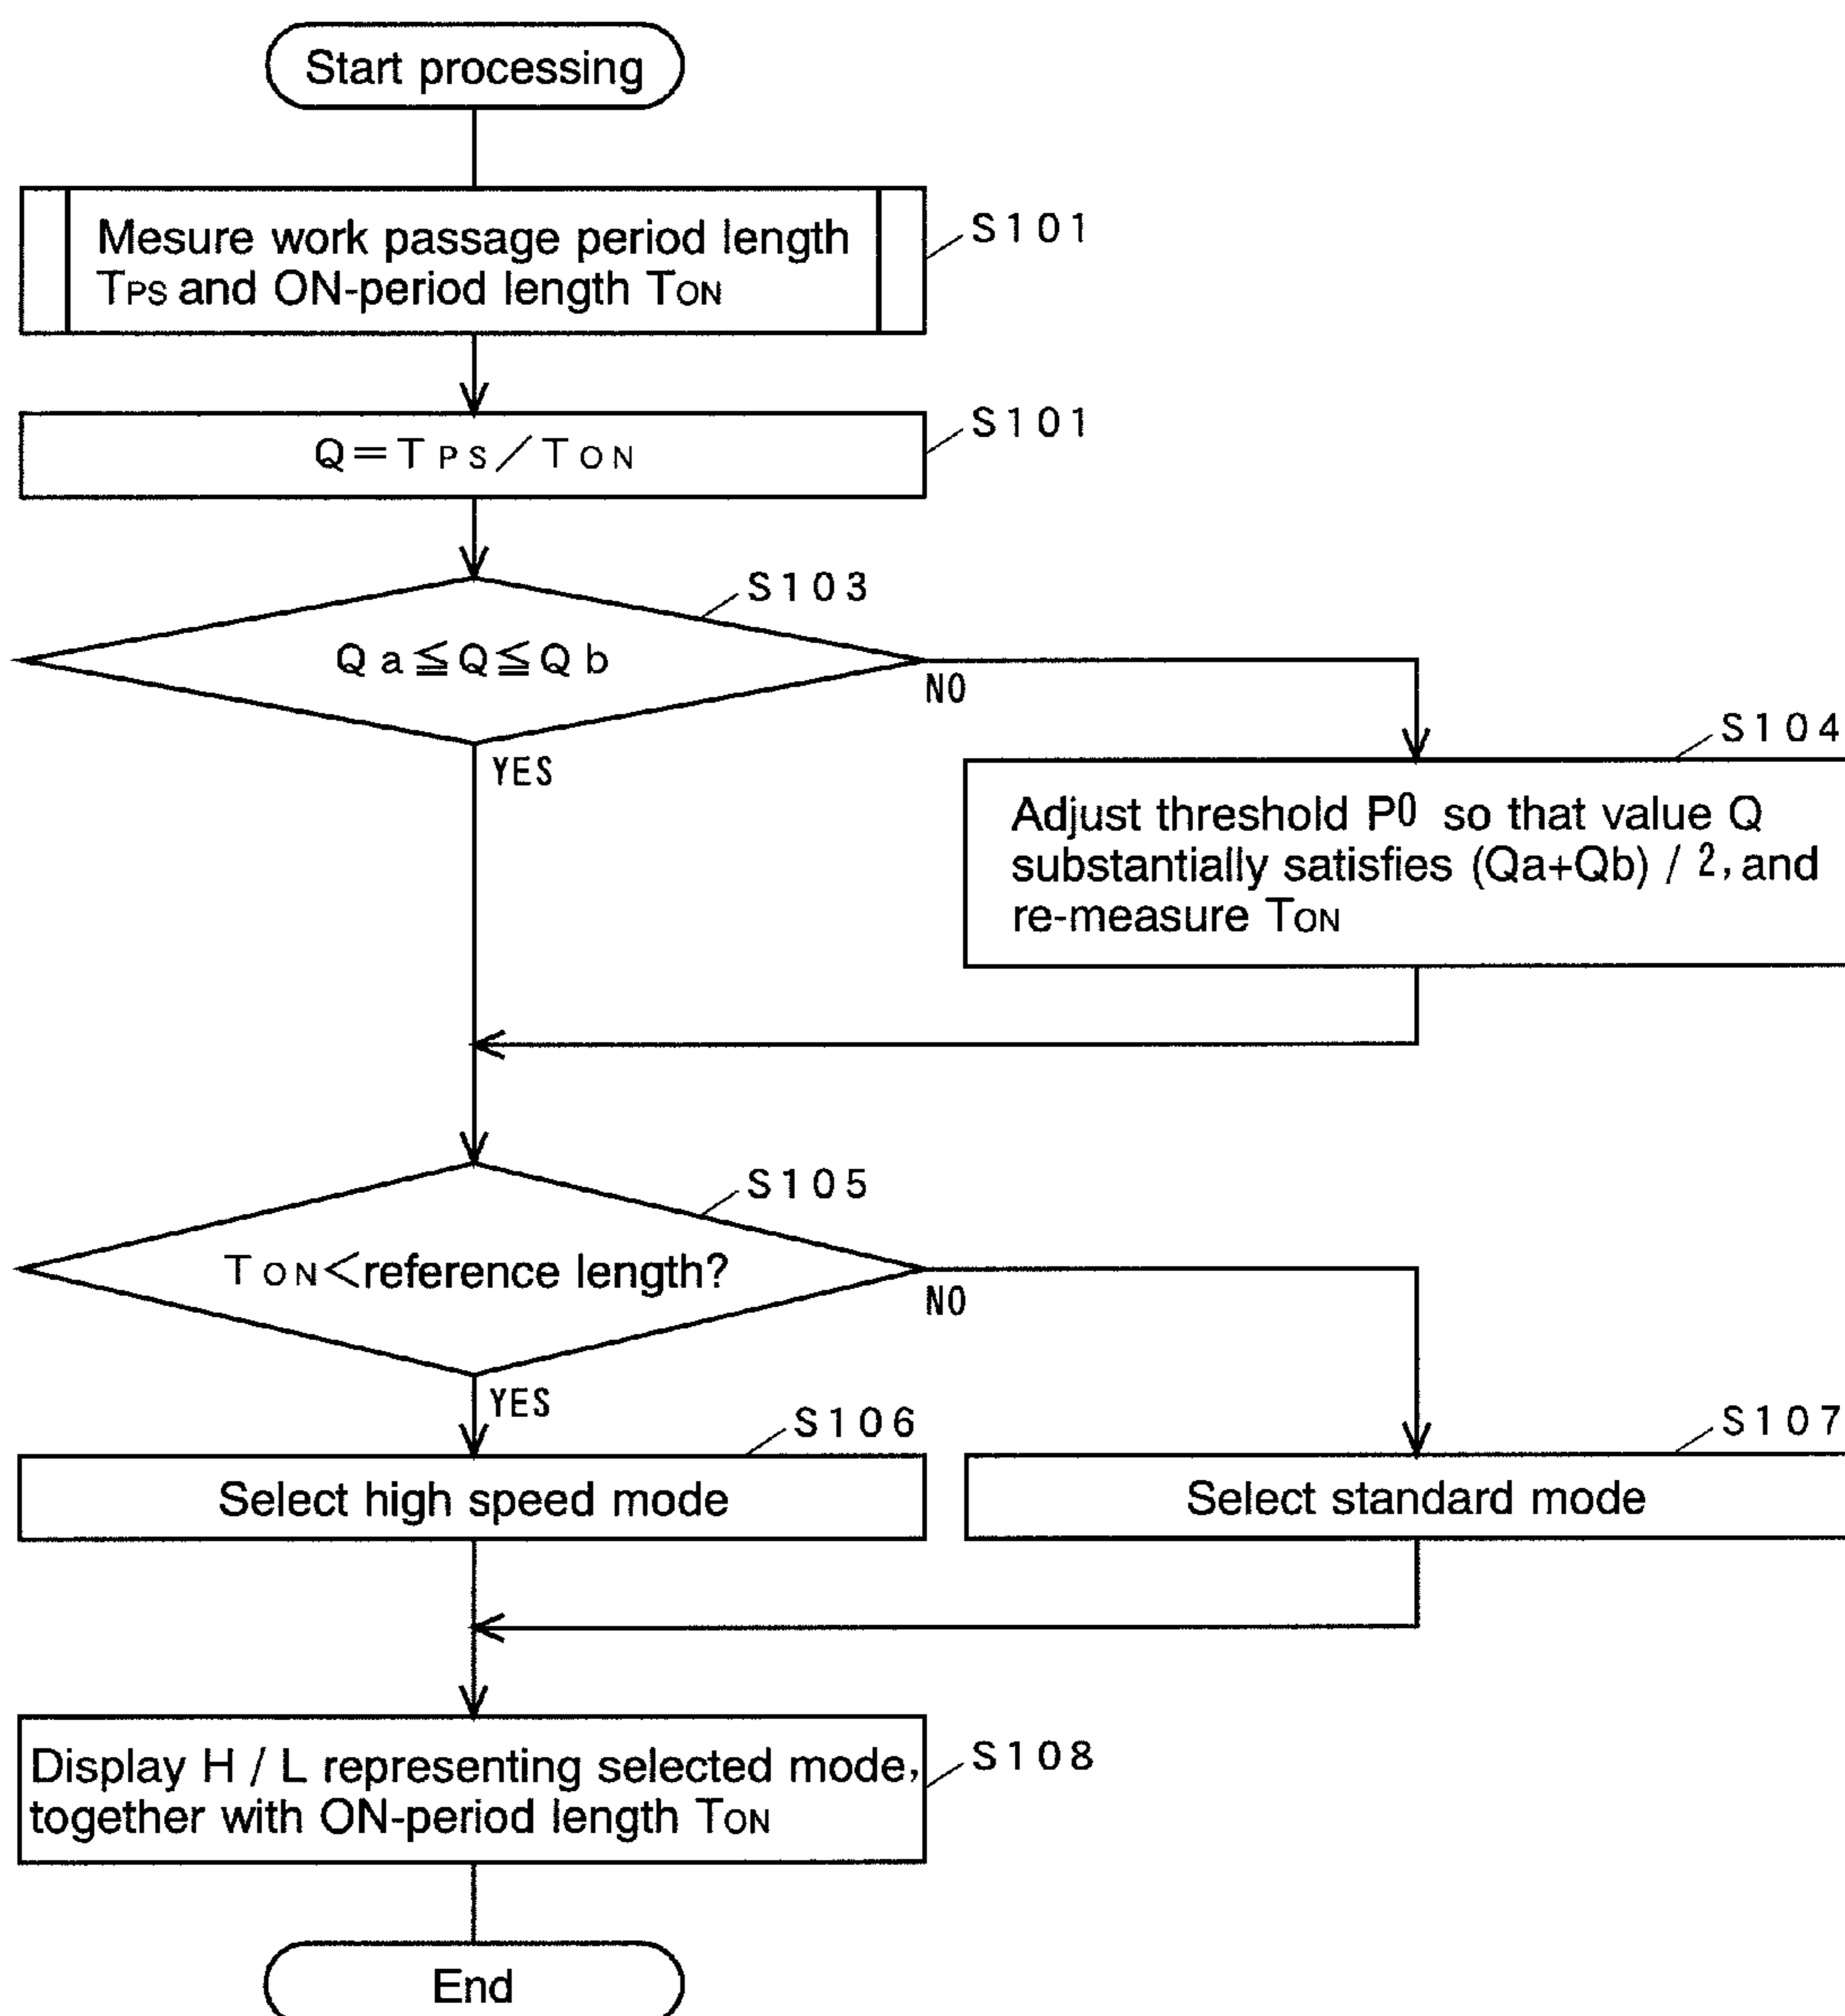 Start processing
Mesure work passage period length
TPS and ON-period length TON
S101
Q=TPS/TON
S101
S103
Qa≦Q≦Qb
NO
YES
S104
Adjust threshold P0 so that value Q
substantially satisfies (Qa+Qb) / 2, and
re-measure TON
S105
TON<reference length?
NO
YES
S106
Select high speed mode
S107
Select standard mode
Display H / L representing selected mode,
together with ON-period length TON
S108
End